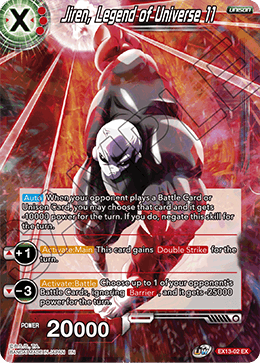 X
Jiren, Legend of Universe 11
UNISON
Auto When your opponent plays a Battle Card or
Unison Card, you may choose that card and it gets
-10000 power for the turn. If you do, negate this skill for
the turn.
+1 Activate:Main This card gains Double Strike for the
turn.
-3 Activate:Battle Choose up to 1 of your opponent's
Battle Cards, ignoring Barrier, and it gets -25000
power for the turn.
POWER 20000
EX13-02 EX